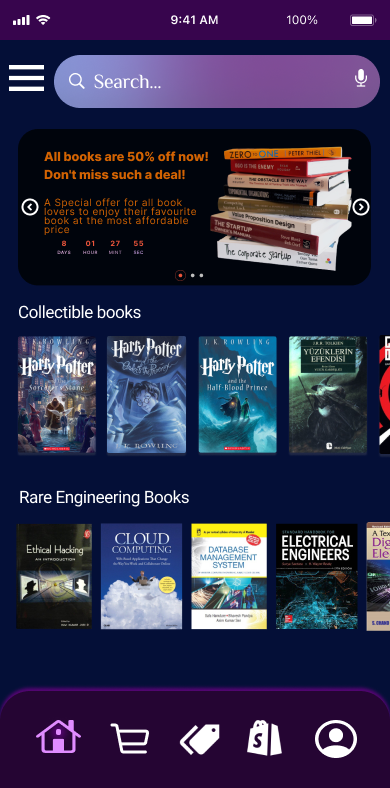 9:41 AM
100%
Search...
All books are 50% off now!
Don't miss such a deal!
A Special offer for all book
lovers to enjoy their favourite
book at the most affordable
price
8 01 27 55
DAYS HOUR MINT SEC
ZERO TO ONE PETER THIEL
THE OBSTACLE IS THE WAY
Value Proposition Design
THE STARTUP
The Corporate Startup
Collectible books
J.K. ROWLING
Harry Potter
and the
Sorcerer's Stone
Harry Potter
J.K. ROWLING
J.K. ROWLING
Harry Potter
and the
Half-Blood Prince
J.R.R. TOLKIEN
YÜZÜKLERİN
EFENDİSİ
Rare Engineering Books
Ethical Hacking
AN INTRODUCTION
CLOUD
COMPUTING
DATABASE
MANAGEMENT
SYSTEM
STANDARD HANDBOOK FOR
ELECTRICAL
ENGINEERS
A Tex
Digi
Ele
S